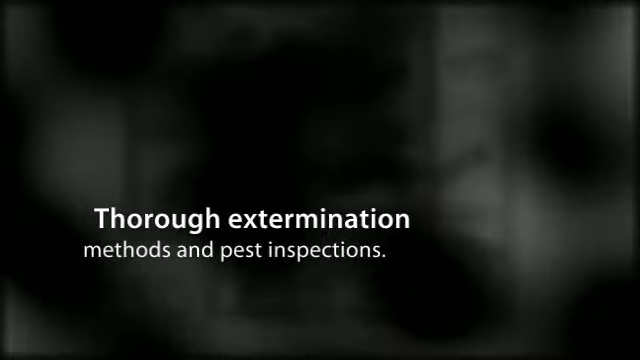 Thorough extermination
methods and pest inspections.